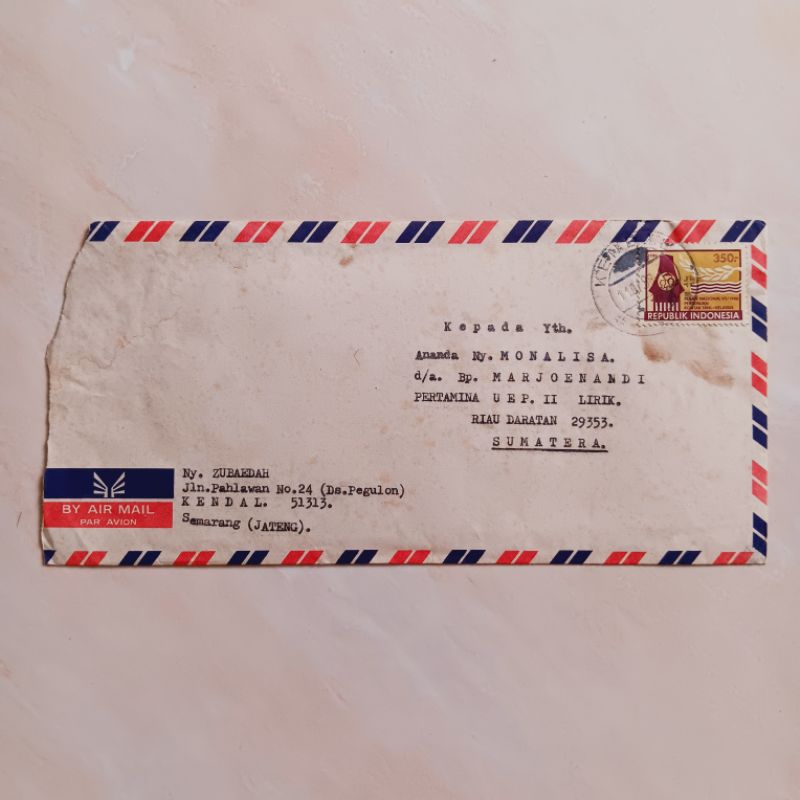 350.-
REPUBLIK INDONESIA
Kepada Yth.
Ananda Ny. MONALISA.
d/a. Bp. MARJOENANDI
PERTAMINA UEP. II LIRIK.
RIAU DARATAN 29353.
SUMATERA.
Ny. ZUBAEDAH
Jln.Pahlawan No.24 (Ds.Pegulon)
KENDAL. 51313.
Semarang (JATENG).
BY AIR MAIL
PAR AVION